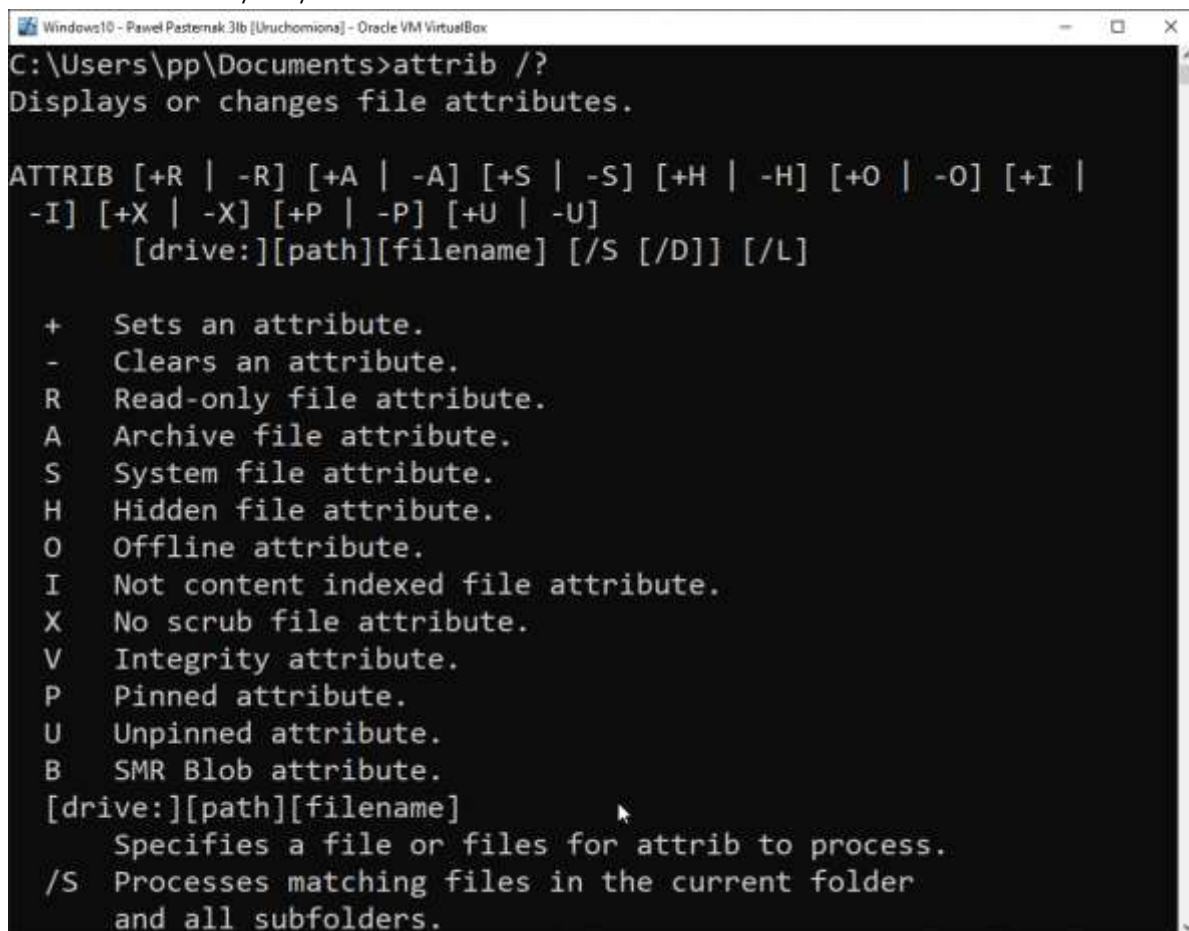 Windows10 - Paweł Pasternak 3lb [Uruchomiona] - Oracle VM VirtualBox
C:\Users\pp\Documents>attrib /?
Displays or changes file attributes.
ATTRIB [+R | -R] [+A | -A] [+S | -S] [+H | -H] [+O | -O] [+I |
-I] [+X | -X] [+P | -P] [+U | -U]
[drive:][path][filename] [/S [/D]] [/L]
+ Sets an attribute.
- Clears an attribute.
R Read-only file attribute.
A Archive file attribute.
S System file attribute.
H Hidden file attribute.
O Offline attribute.
I Not content indexed file attribute.
X No scrub file attribute.
V Integrity attribute.
P Pinned attribute.
U Unpinned attribute.
B SMR Blob attribute.
[drive:][path][filename]
Specifies a file or files for attrib to process.
/S Processes matching files in the current folder
and all subfolders.